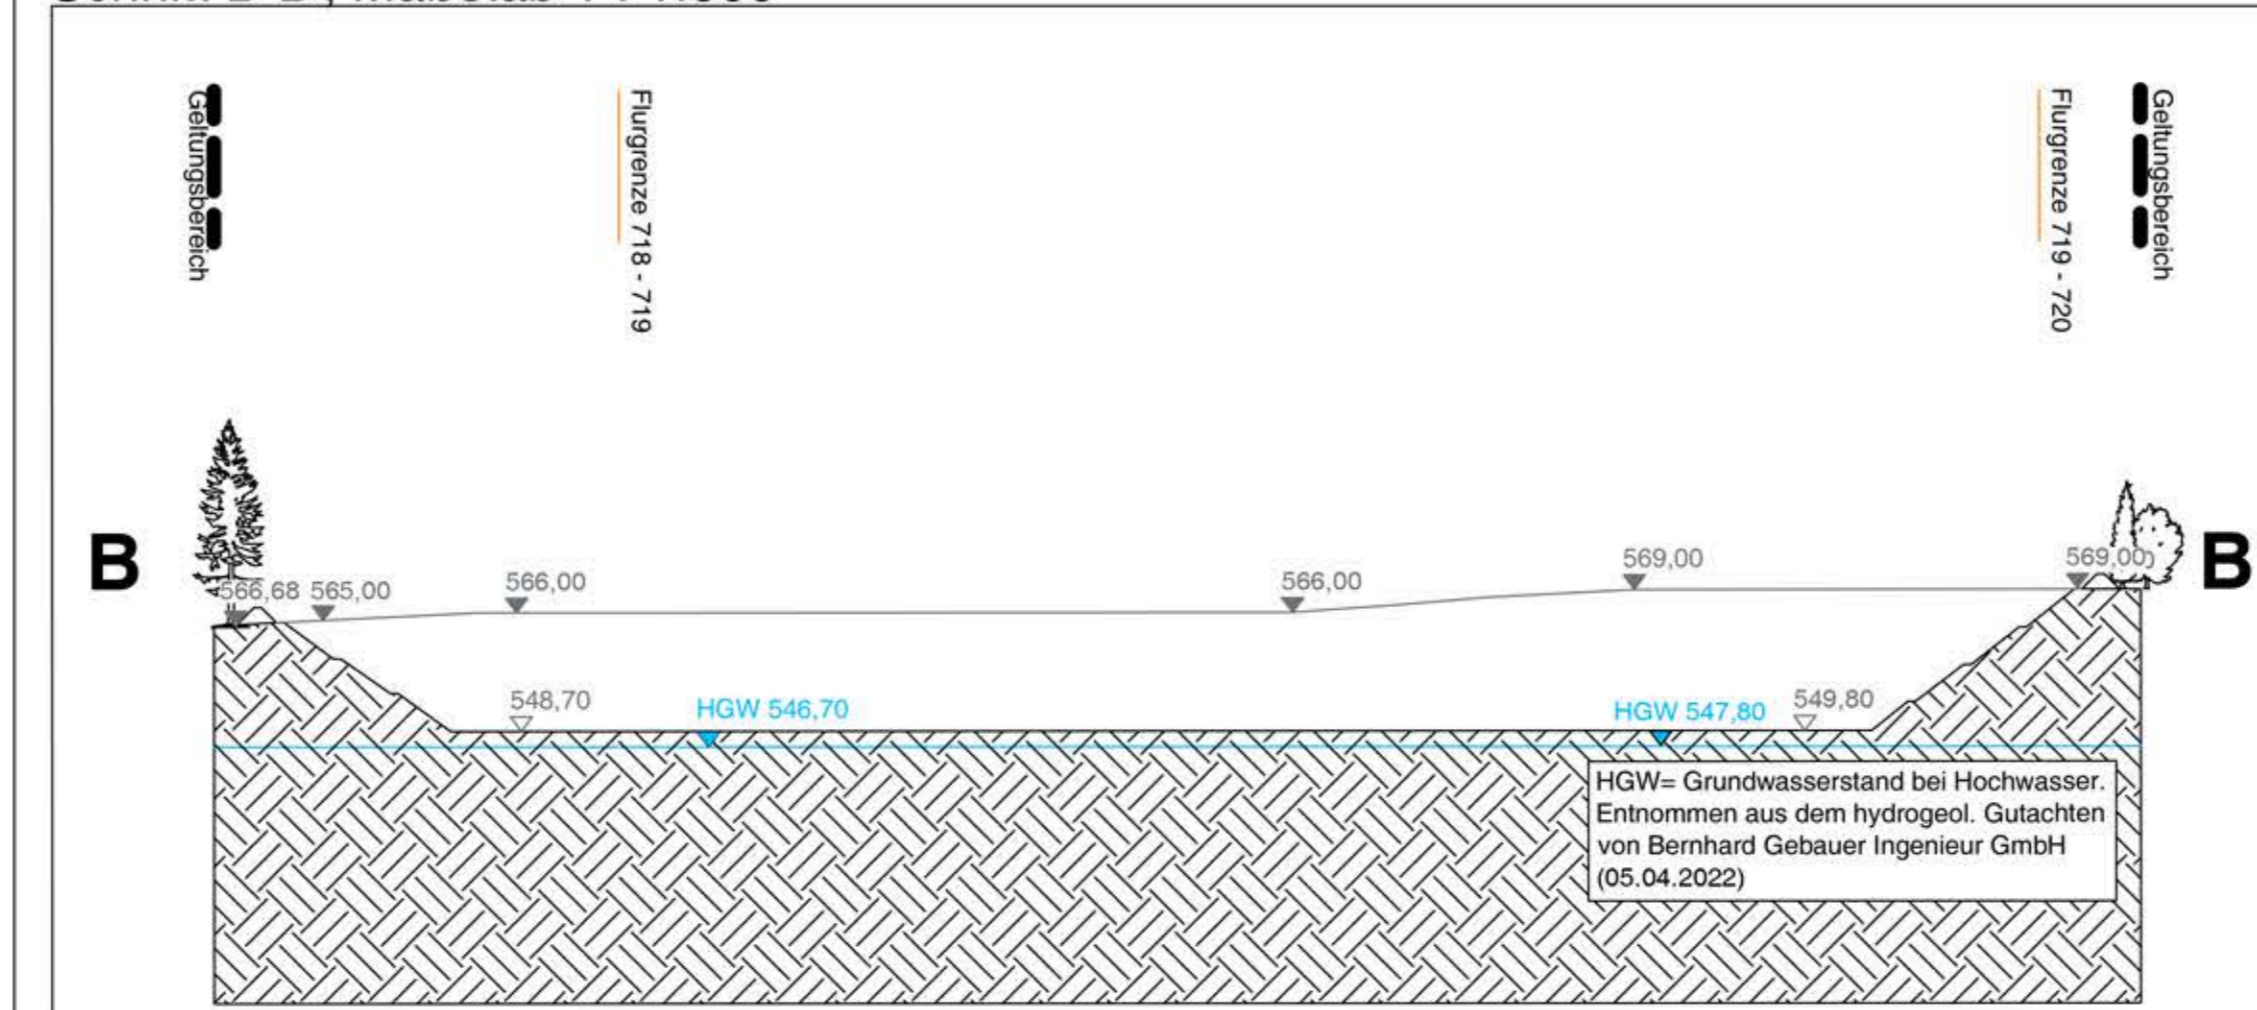 Geltungsbereich
Flurgrenze 718 - 719
Flurgrenze 719 - 720
Geltungsbereich
B
B
566,68
565,00
566,00
566,00
569,00
569,00
548,70
HGW 546,70
HGW 547,80
549,80
HGW= Grundwasserstand bei Hochwasser.
Entnommen aus dem hydrogeol. Gutachten
von Bernhard Gebauer Ingenieur GmbH
(05.04.2022)